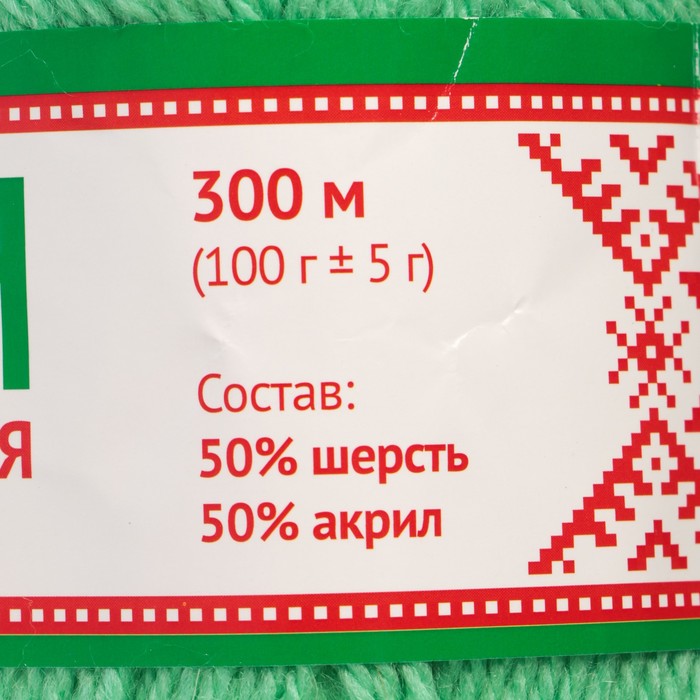 300 м
(100 г ± 5 г)
Состав:
50% шерсть
50% акрил